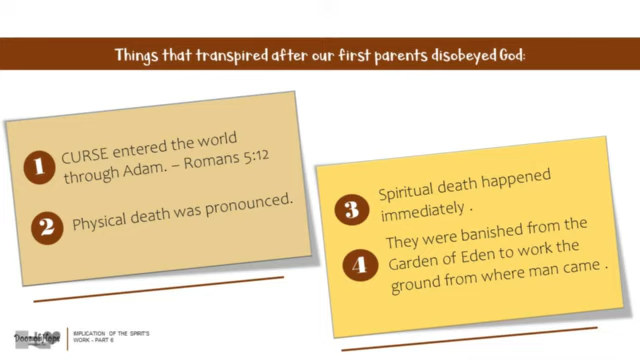 Things that transpired after our first parents disobeyed God:
1
CURSE entered the world
through Adam. – Romans 5:12
2
Physical death was pronounced.
3
Spiritual death happened
immediately .
4
They were banished from the
Garden of Eden to work the
ground from where man came .
IMPLICATION OF THE SPIRIT'S
WORK - PART 6